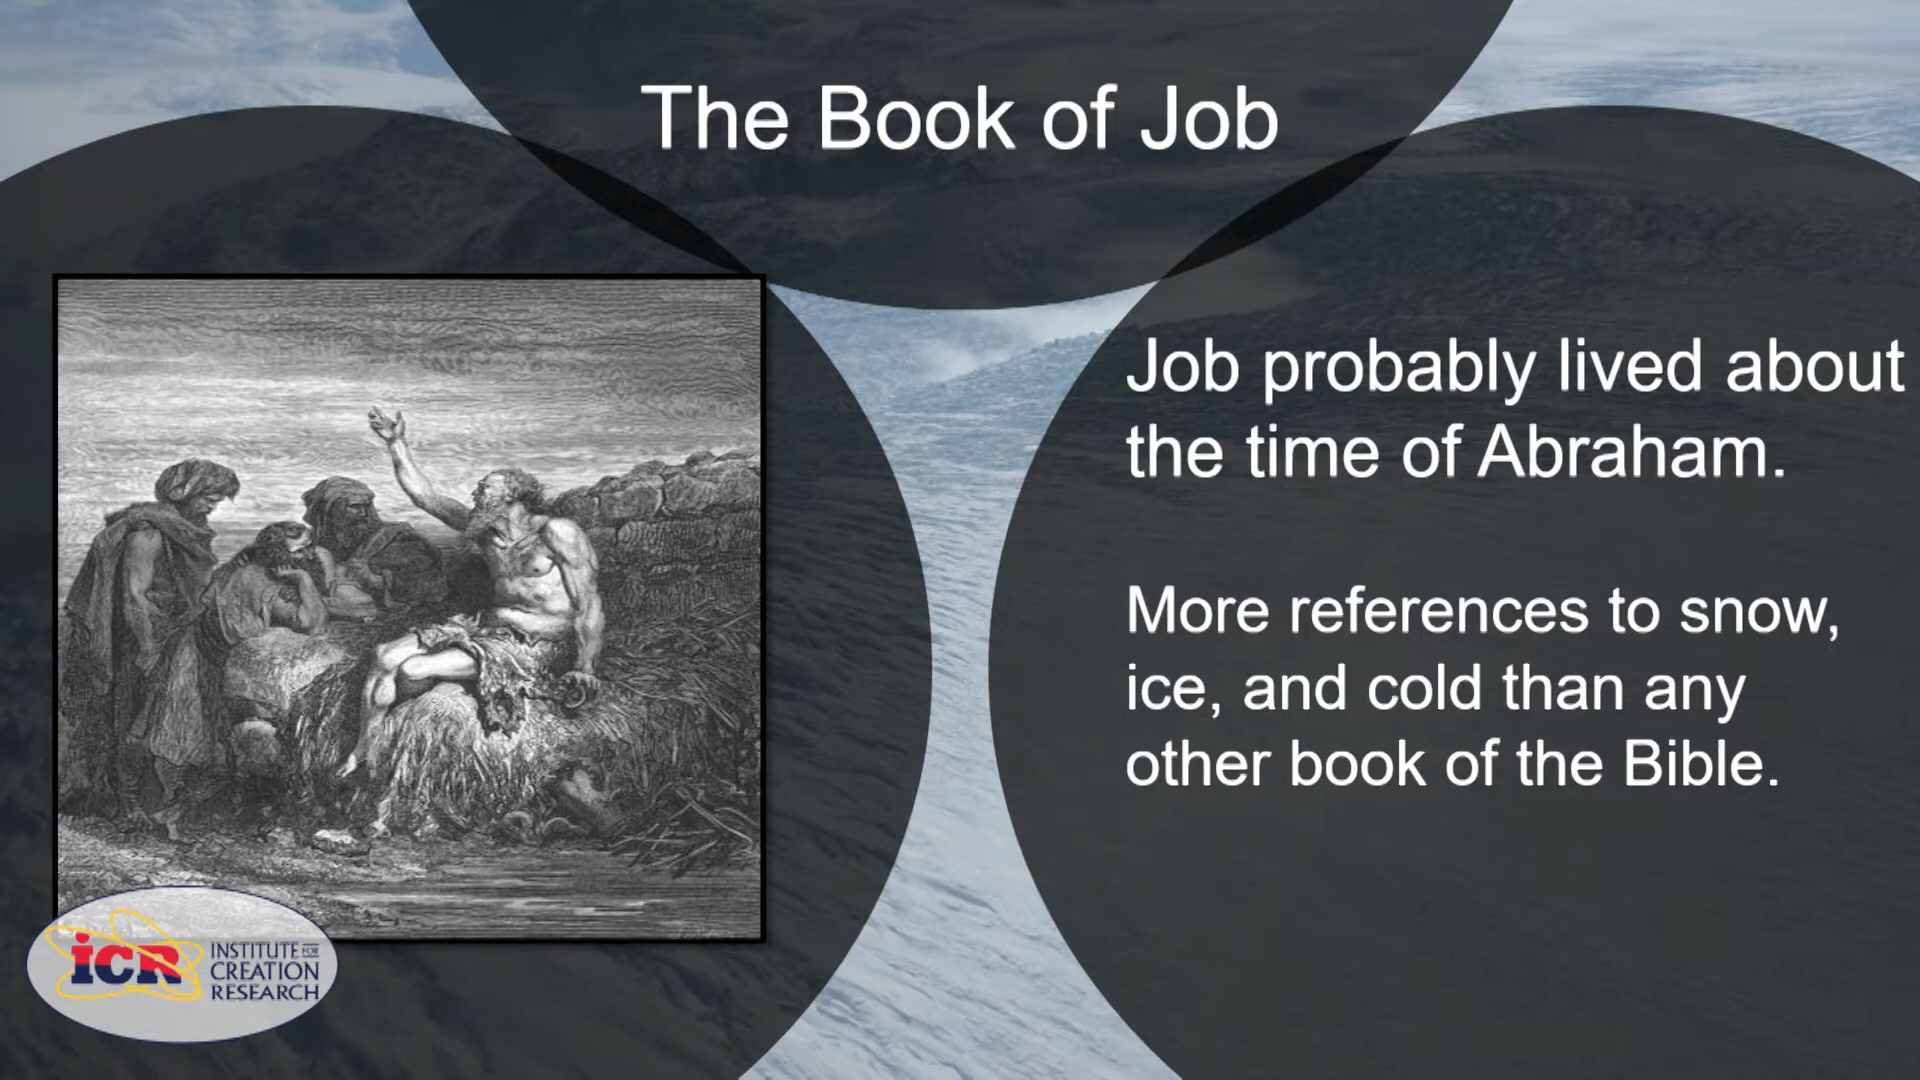 The Book of Job
Job probably lived about
the time of Abraham.
More references to snow,
ice, and cold than any
other book of the Bible.
iCR
INSTITUTE FOR
CREATION
RESEARCH